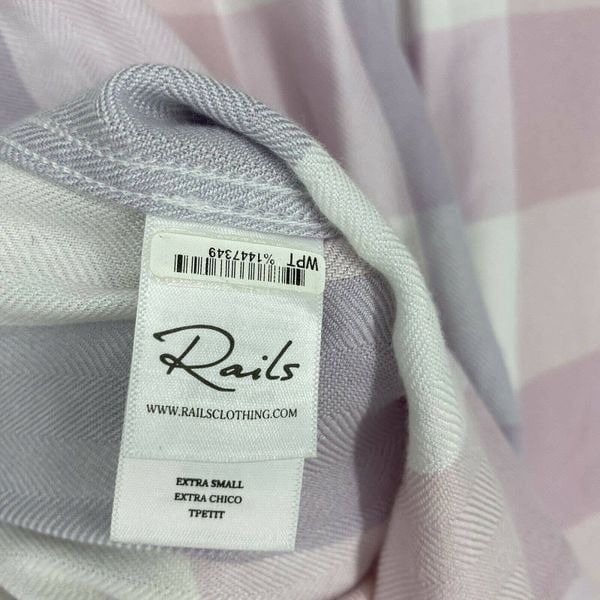 WPT %1447349
Rails
WWW.RAILSCLOTHING.COM
EXTRA SMALL
EXTRA CHICO
TPETIT